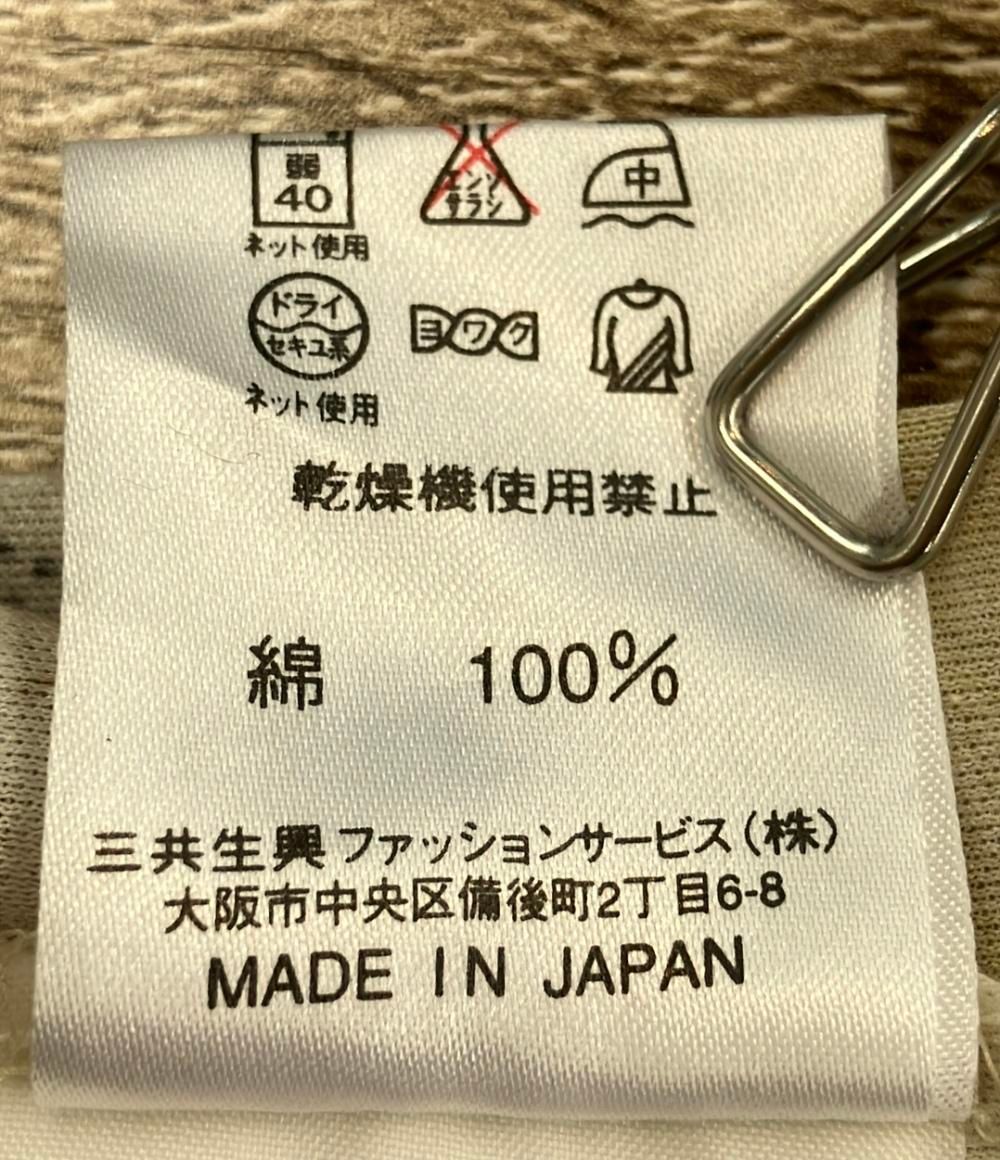 弱
40
ネット使用
エンソ
サラシ
中
ドライ
セキユ系
ネット使用
ヨワク
乾燥機使用禁止
綿 100%
三共生興ファッションサービス(株)
大阪市中央区備後町2丁目6-8
MADE IN JAPAN